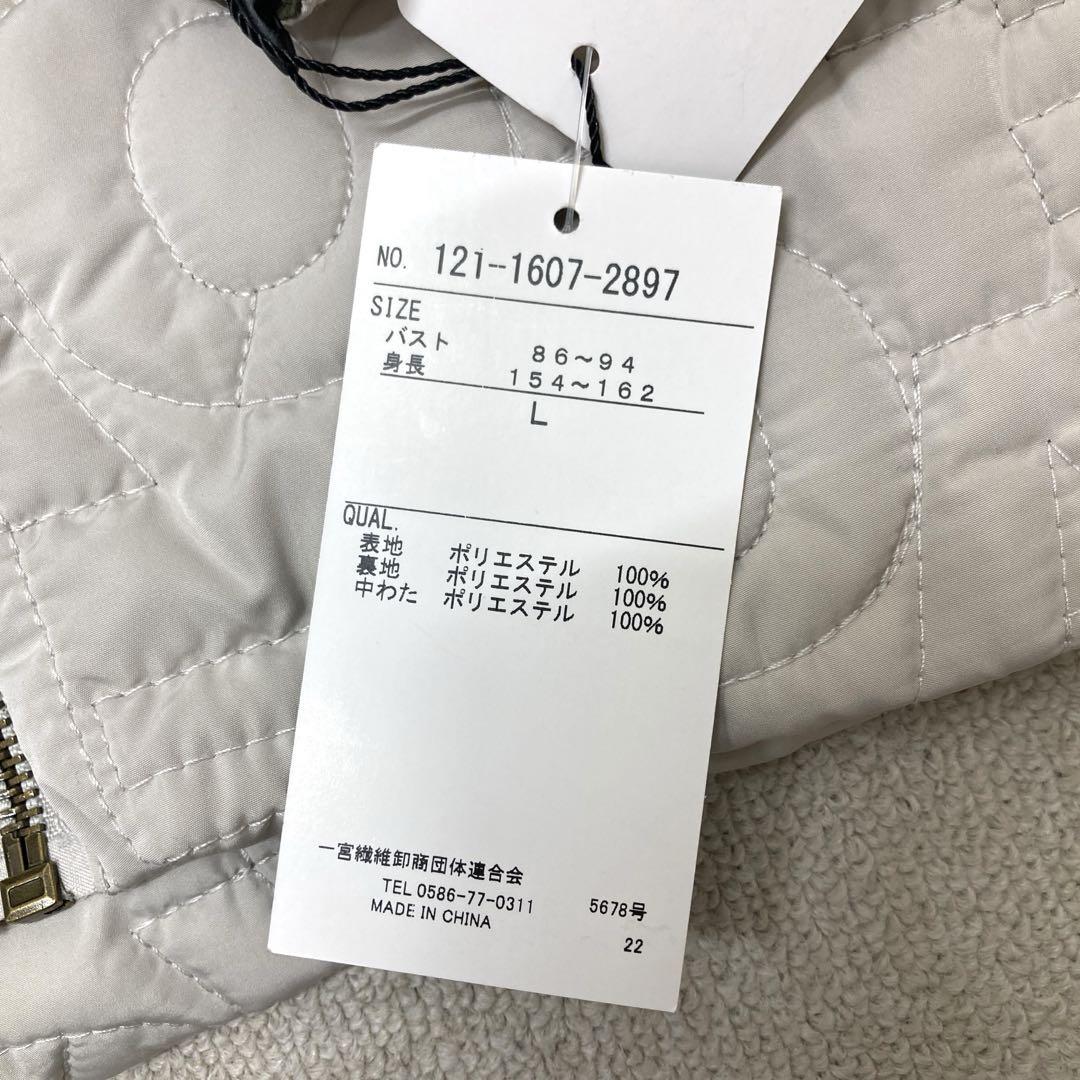 NO. 121-1607-2897
SIZE
バスト 86～94
身長 154～162
L
QUAL.
表地 ポリエステル 100%
裏地 ポリエステル 100%
中わた ポリエステル 100%
一宮繊維卸商団体連合会
TEL 0586-77-0311 5678号
MADE IN CHINA 22